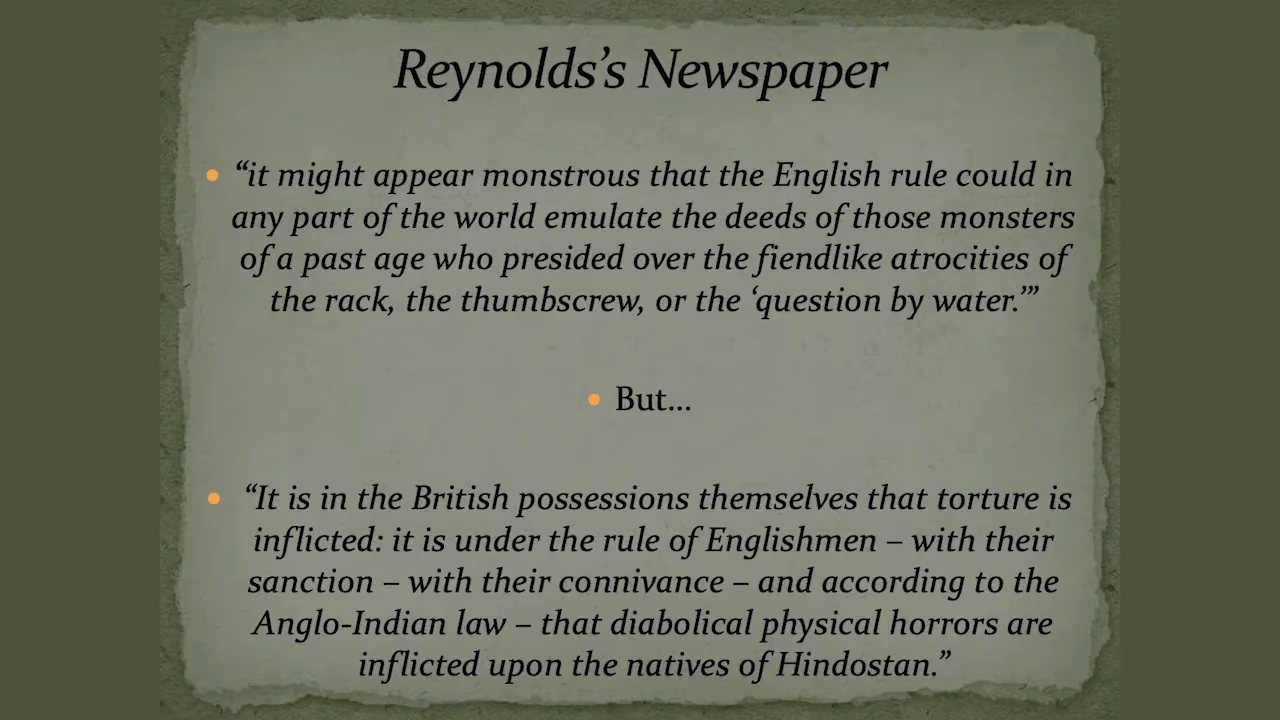 Reynolds’s Newspaper
• “it might appear monstrous that the English rule could in
any part of the world emulate the deeds of those monsters
of a past age who presided over the fiendlike atrocities of
the rack, the thumbscrew, or the ‘question by water.’”
• But…
• “It is in the British possessions themselves that torture is
inflicted: it is under the rule of Englishmen – with their
sanction – with their connivance – and according to the
Anglo-Indian law – that diabolical physical horrors are
inflicted upon the natives of Hindostan.”